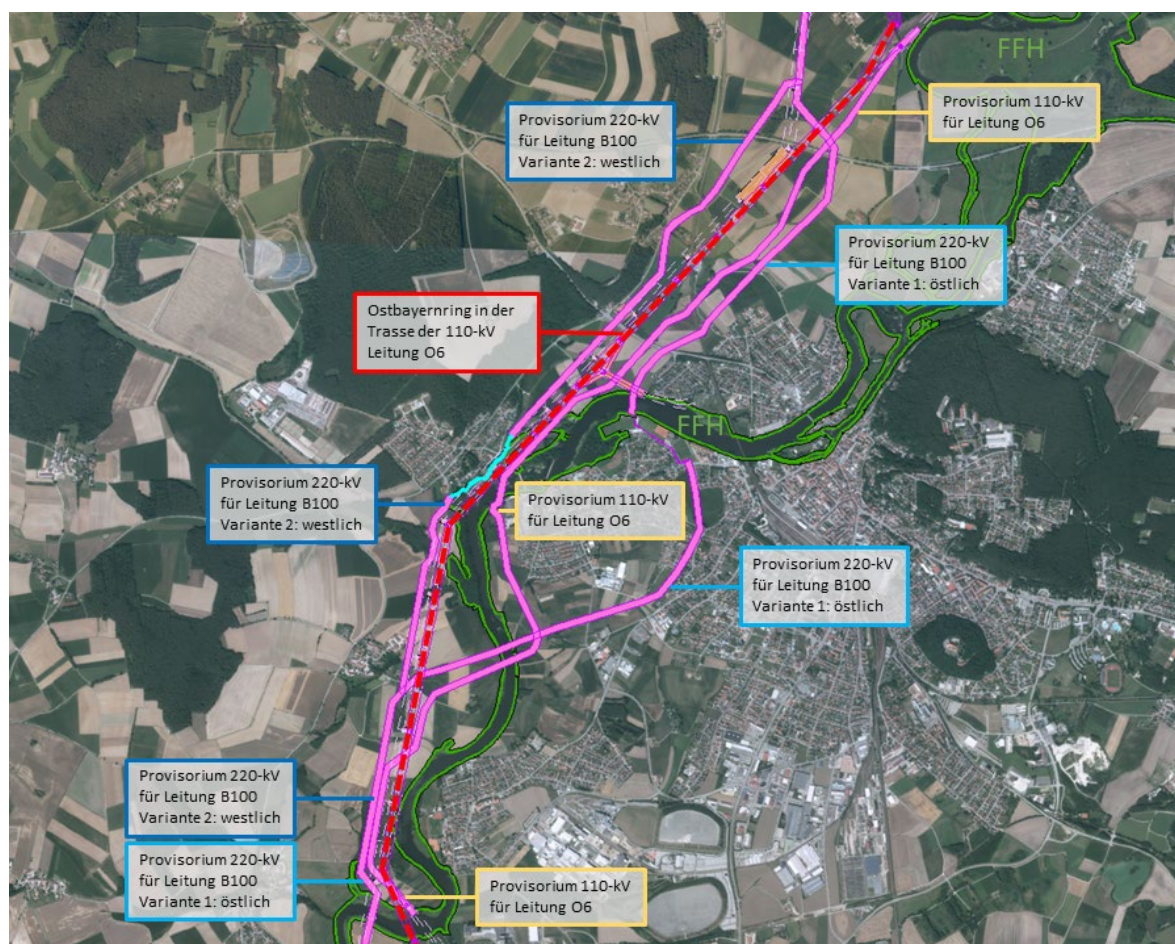 FFH
Provisorium 110-kV
für Leitung O6
Provisorium 220-kV
für Leitung B100
Variante 2: westlich
Provisorium 220-kV
für Leitung B100
Variante 1: östlich
Ostbayernring in der
Trasse der 110-kV
Leitung O6
FFH
Provisorium 220-kV
für Leitung B100
Variante 2: westlich
Provisorium 110-kV
für Leitung O6
Provisorium 220-kV
für Leitung B100
Variante 1: östlich
Provisorium 220-kV
für Leitung B100
Variante 2: westlich
Provisorium 220-kV
für Leitung B100
Variante 1: östlich
Provisorium 110-kV
für Leitung O6